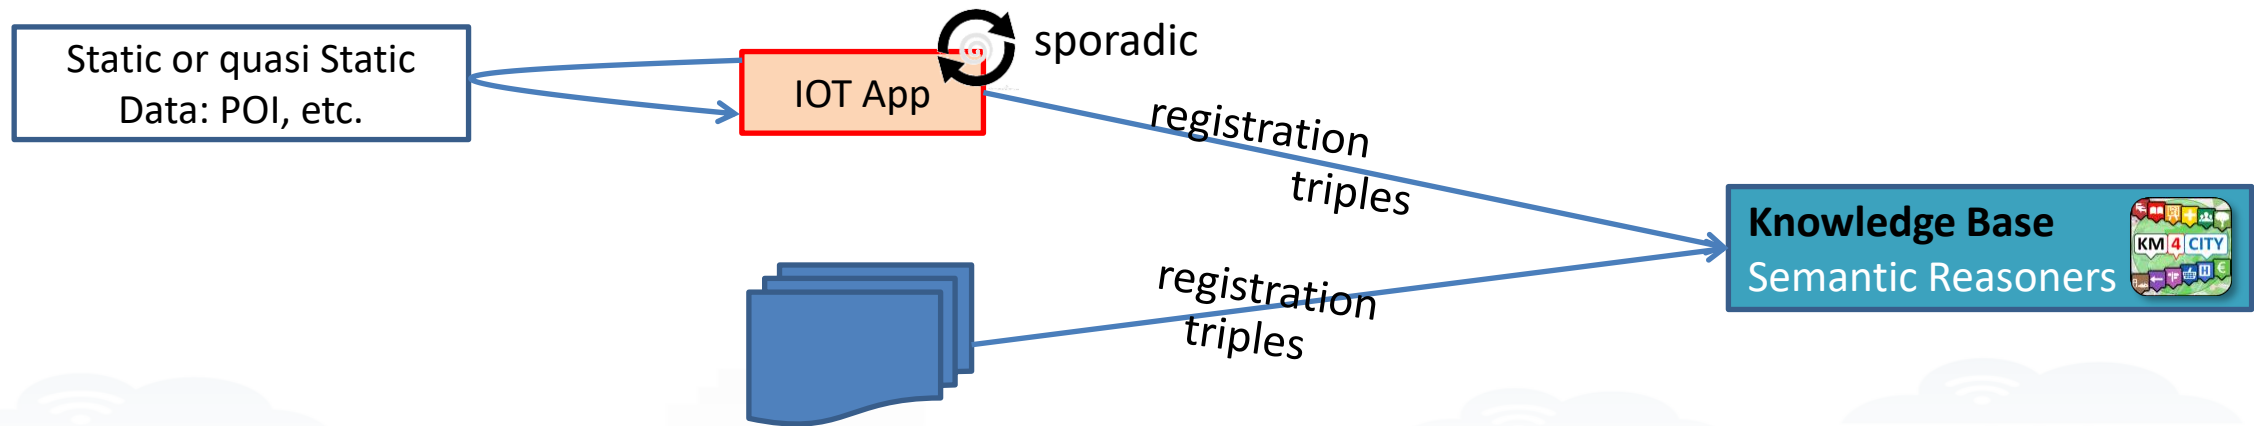 Static or quasi Static
Data: POI, etc.
IOT App
sporadic
registration
triples
registration
triples
Knowledge Base
Semantic Reasoners
KM 4 CITY